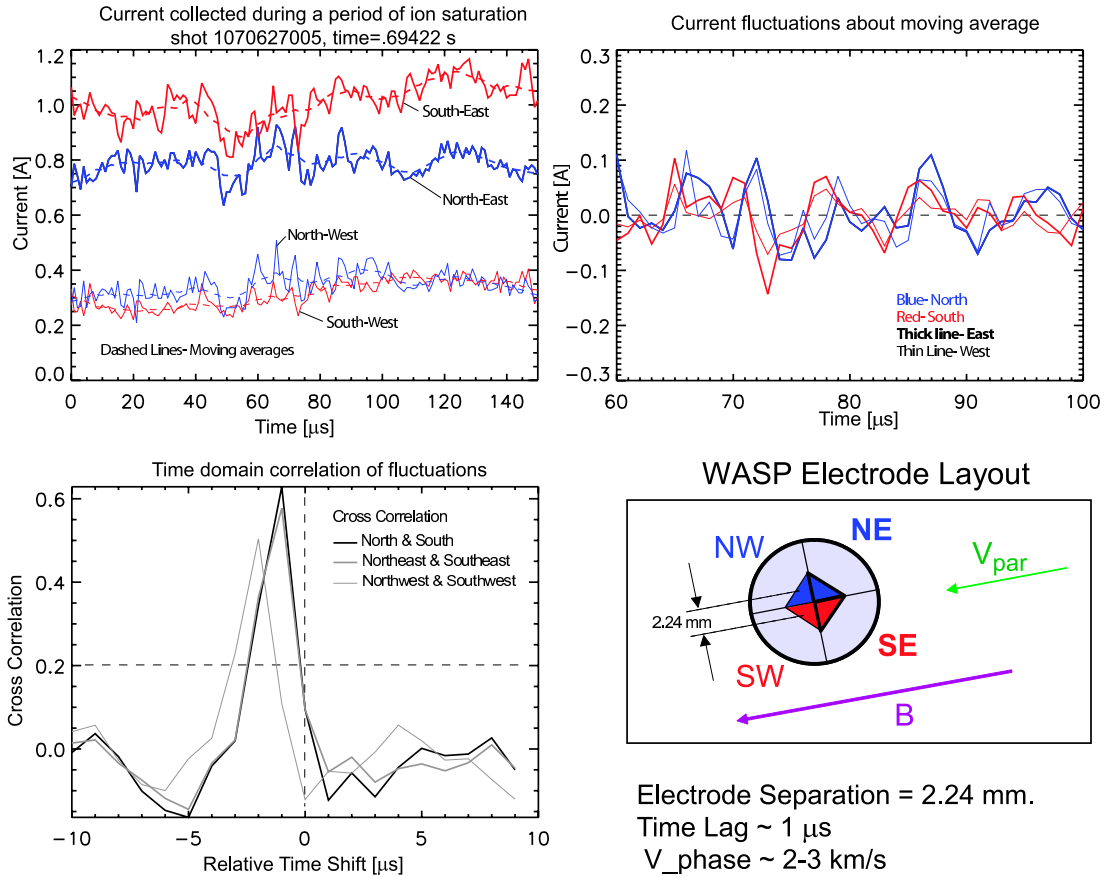 Current collected during a period of ion saturation
shot 1070627005, time=.69422 s
1.2
1.0
0.8
0.6
0.4
0.2
0.0
Current [A]
South-East
North-East
North-West
South-West
Dashed Lines- Moving averages
0 20 40 60 80 100 120 140
Time [μs]
Current fluctuations about moving average
0.3
0.2
0.1
0.0
−0.1
−0.2
−0.3
Current [A]
Blue- North
Red- South
Thick line- East
Thin Line- West
60 70 80 90 100
Time [μs]
Time domain correlation of fluctuations
0.6
0.4
0.2
0.0
Cross Correlation
Cross Correlation
North & South
Northeast & Southeast
Northwest & Southwest
−10 −5 0 5 10
Relative Time Shift [μs]
WASP Electrode Layout
NW
NE
V_par
2.24 mm
SW
SE
B
Electrode Separation = 2.24 mm.
Time Lag ~ 1 μs
V_phase ~ 2-3 km/s